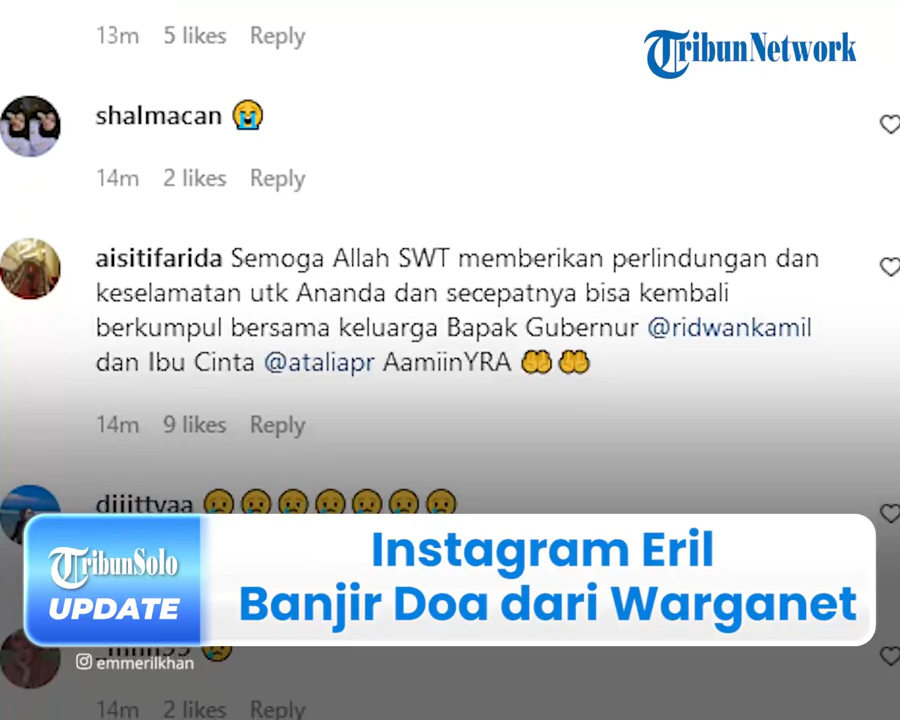 13m 5 likes Reply
TribunNetwork
shalmacan 😭
14m 2 likes Reply
aisitifarida Semoga Allah SWT memberikan perlindungan dan
keselamatan utk Ananda dan secepatnya bisa kembali
berkumpul bersama keluarga Bapak Gubernur @ridwankamil
dan Ibu Cinta @ataliapr AamiinYRA 🤲 🤲
14m 9 likes Reply
diiittyaa 😢😢😢😢😢😢😢
TribunSolo
UPDATE
Instagram Eril
Banjir Doa dari Warganet
emmerilkhan
14m 2 likes Reply